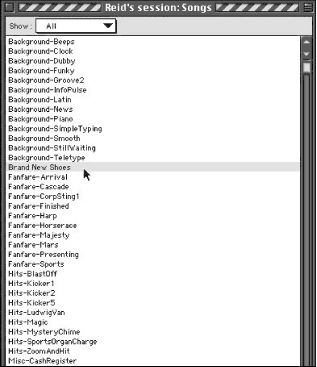 Reid's session: Songs
Show: All
Background-Beeps
Background-Clock
Background-Dubby
Background-Funky
Background-Groove2
Background-InfoPulse
Background-Latin
Background-News
Background-Piano
Background-SimpleTyping
Background-Smooth
Background-StillWaiting
Background-Teletype
Brand New Shoes
Fanfare-Arrival
Fanfare-Cascade
Fanfare-CorpSting1
Fanfare-Finished
Fanfare-Harp
Fanfare-Horserace
Fanfare-Majesty
Fanfare-Mars
Fanfare-Presenting
Fanfare-Sports
Hits-BlastOff
Hits-Kicker1
Hits-Kicker2
Hits-Kicker5
Hits-LudwigVan
Hits-Magic
Hits-MysteryChime
Hits-SportsOrganCharge
Hits-ZoomAndHit
Misc-CashRegister